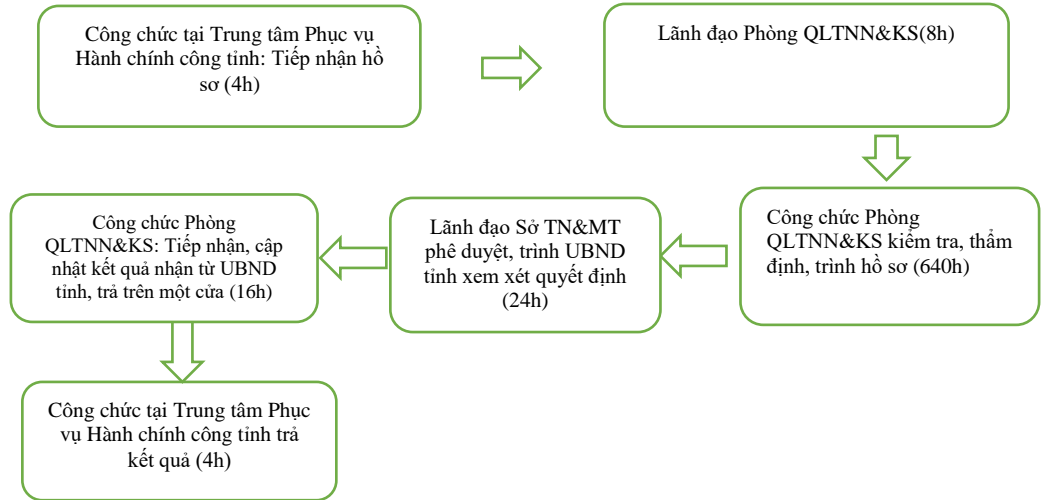 Công chức tại Trung tâm Phục vụ
Hành chính công tỉnh: Tiếp nhận hồ
sơ (4h)
Lãnh đạo Phòng QLTNN&KS(8h)
Công chức Phòng
QLTNN&KS kiểm tra, thẩm
định, trình hồ sơ (640h)
Lãnh đạo Sở TN&MT
phê duyệt, trình UBND
tỉnh xem xét quyết định
(24h)
Công chức Phòng
QLTNN&KS: Tiếp nhận, cập
nhật kết quả nhận từ UBND
tỉnh, trả trên một cửa (16h)
Công chức tại Trung tâm Phục
vụ Hành chính công tỉnh trả
kết quả (4h)